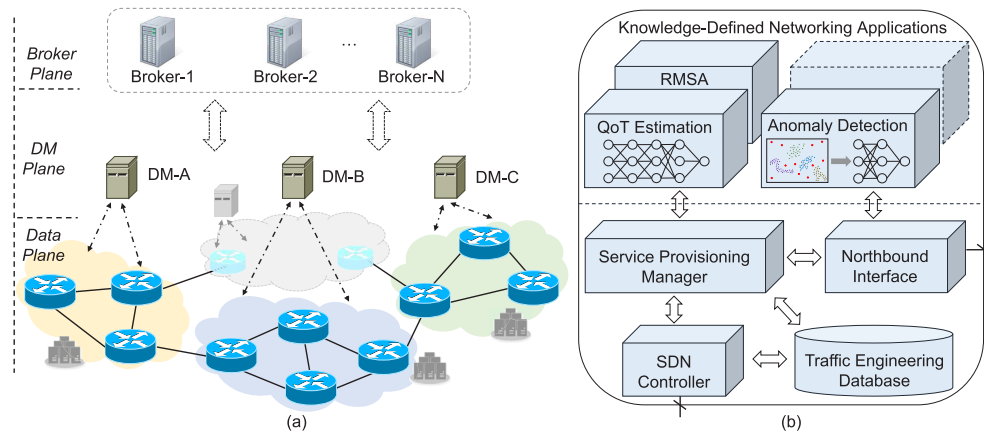 Broker
Plane
Broker-1
Broker-2
...
Broker-N
DM
Plane
DM-A
DM-B
DM-C
Data
Plane
(a)
Knowledge-Defined Networking Applications
RMSA
QoT Estimation
Anomaly Detection
Service Provisioning
Manager
Northbound
Interface
SDN
Controller
Traffic Engineering
Database
(b)